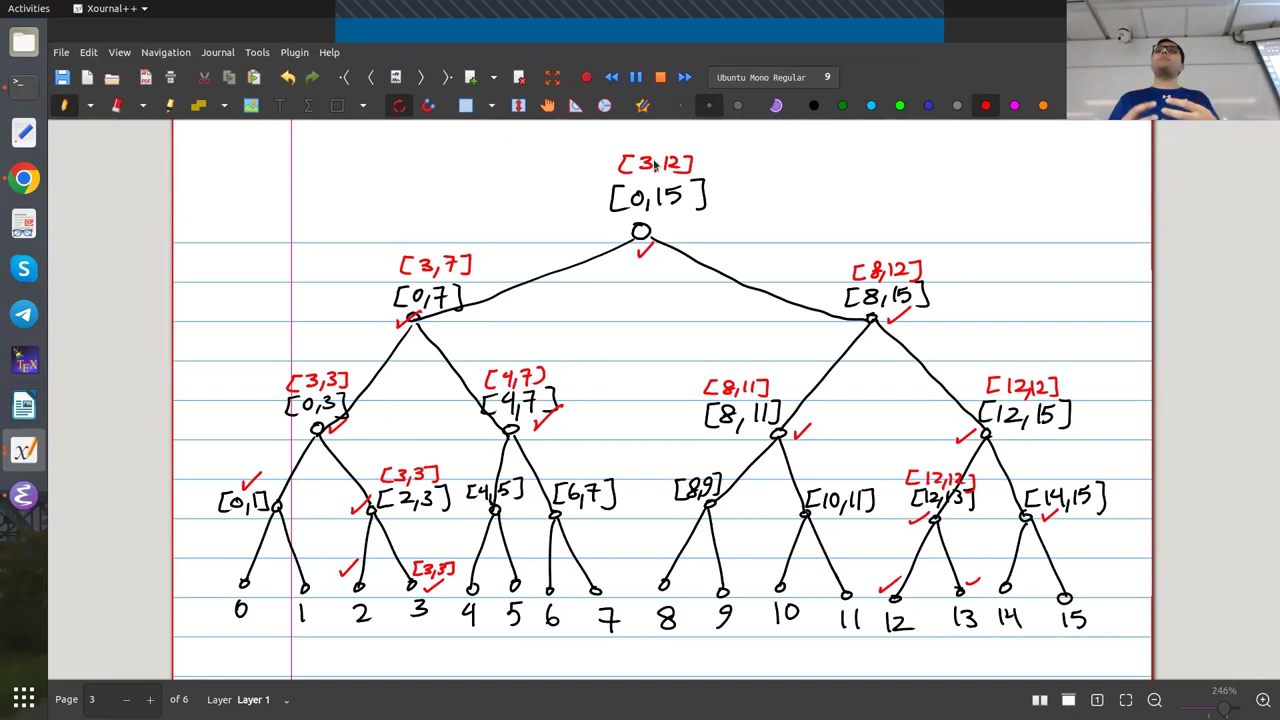 Activities Xournal++
File Edit View Navigation Journal Tools Plugin Help
Ubuntu Mono Regular 9
[3,12]
[0,15]
[3,7] [8,12]
[0,7] [8,15]
[3,3] [4,7] [8,11] [12,12]
[0,3] [4,7] [8,11] [12,15]
[3,3] [12,12]
[0,1] [2,3] [4,5] [6,7] [8,9] [10,11] [12,13] [14,15]
[3,3]
0 1 2 3 4 5 6 7 8 9 10 11 12 13 14 15
Page 3 of 6 Layer Layer 1 246%